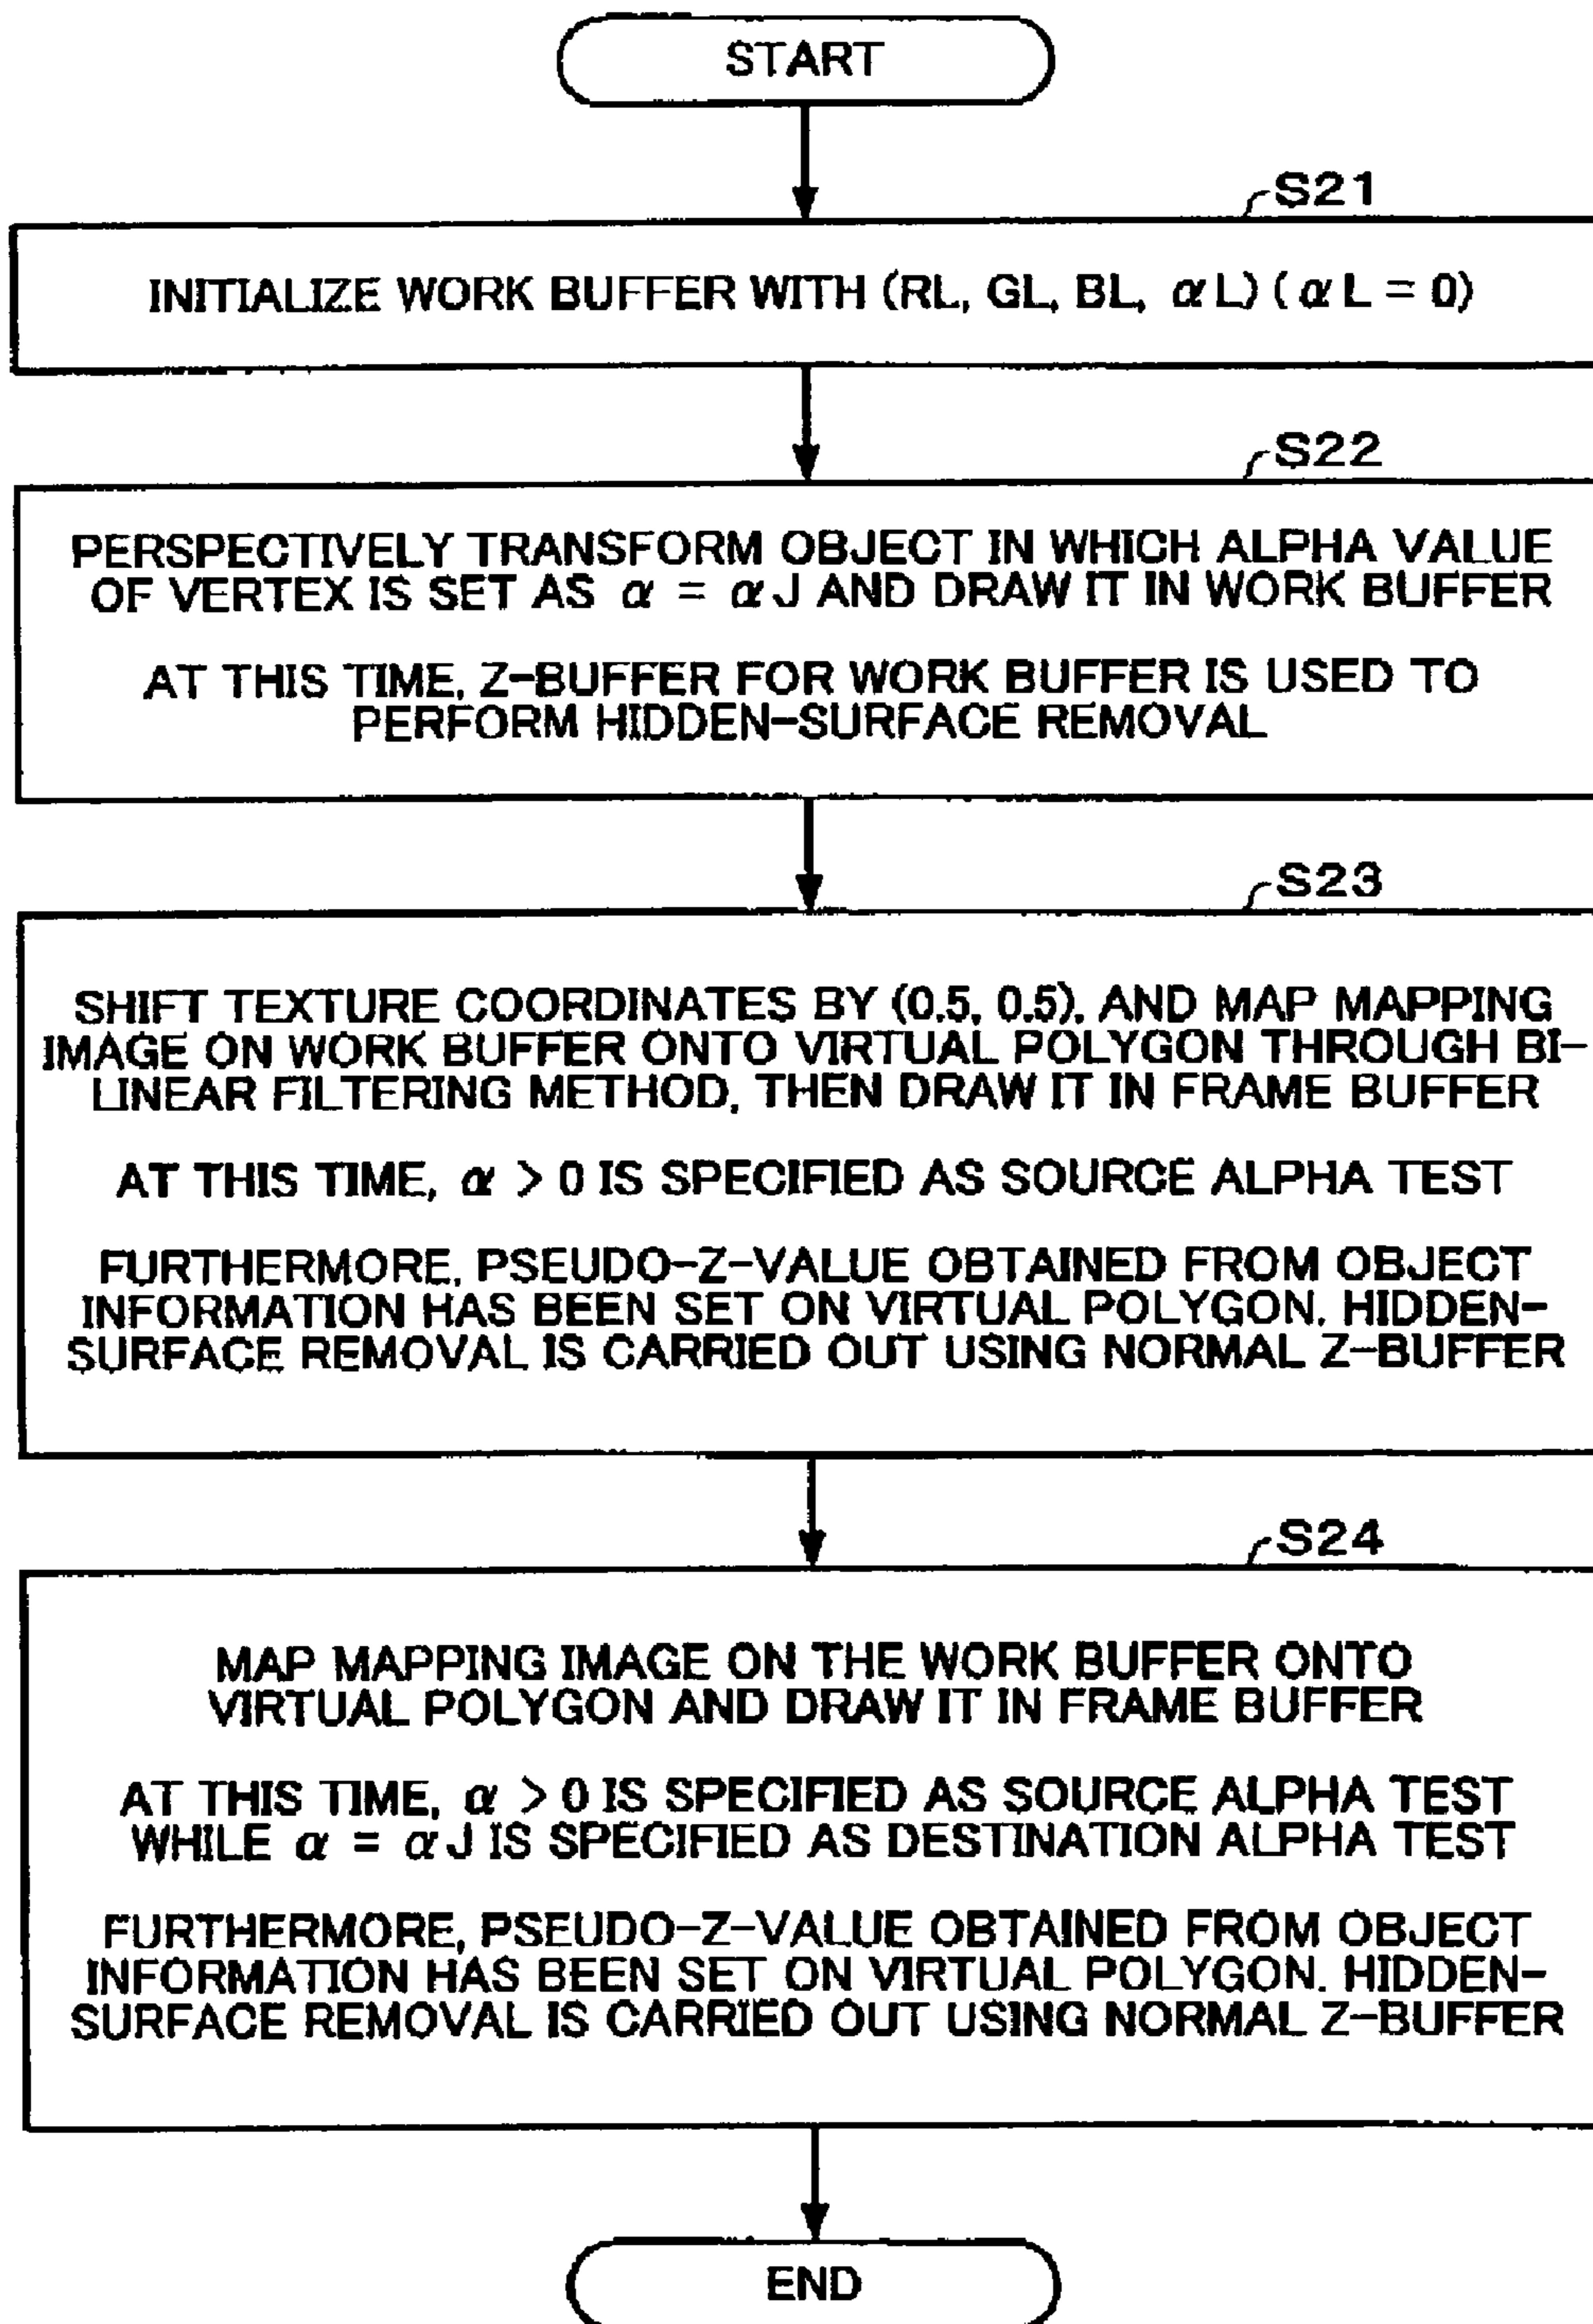 START
S21
INITIALIZE WORK BUFFER WITH (RL, GL, BL, αL) (αL = 0)
S22
PERSPECTIVELY TRANSFORM OBJECT IN WHICH ALPHA VALUE
OF VERTEX IS SET AS α = αJ AND DRAW IT IN WORK BUFFER
AT THIS TIME, Z-BUFFER FOR WORK BUFFER IS USED TO
PERFORM HIDDEN-SURFACE REMOVAL
S23
SHIFT TEXTURE COORDINATES BY (0.5, 0.5), AND MAP MAPPING
IMAGE ON WORK BUFFER ONTO VIRTUAL POLYGON THROUGH BI-
LINEAR FILTERING METHOD, THEN DRAW IT IN FRAME BUFFER
AT THIS TIME, α > 0 IS SPECIFIED AS SOURCE ALPHA TEST
FURTHERMORE, PSEUDO-Z-VALUE OBTAINED FROM OBJECT
INFORMATION HAS BEEN SET ON VIRTUAL POLYGON. HIDDEN-
SURFACE REMOVAL IS CARRIED OUT USING NORMAL Z-BUFFER
S24
MAP MAPPING IMAGE ON THE WORK BUFFER ONTO
VIRTUAL POLYGON AND DRAW IT IN FRAME BUFFER
AT THIS TIME, α > 0 IS SPECIFIED AS SOURCE ALPHA TEST
WHILE α = αJ IS SPECIFIED AS DESTINATION ALPHA TEST
FURTHERMORE, PSEUDO-Z-VALUE OBTAINED FROM OBJECT
INFORMATION HAS BEEN SET ON VIRTUAL POLYGON. HIDDEN-
SURFACE REMOVAL IS CARRIED OUT USING NORMAL Z-BUFFER
END